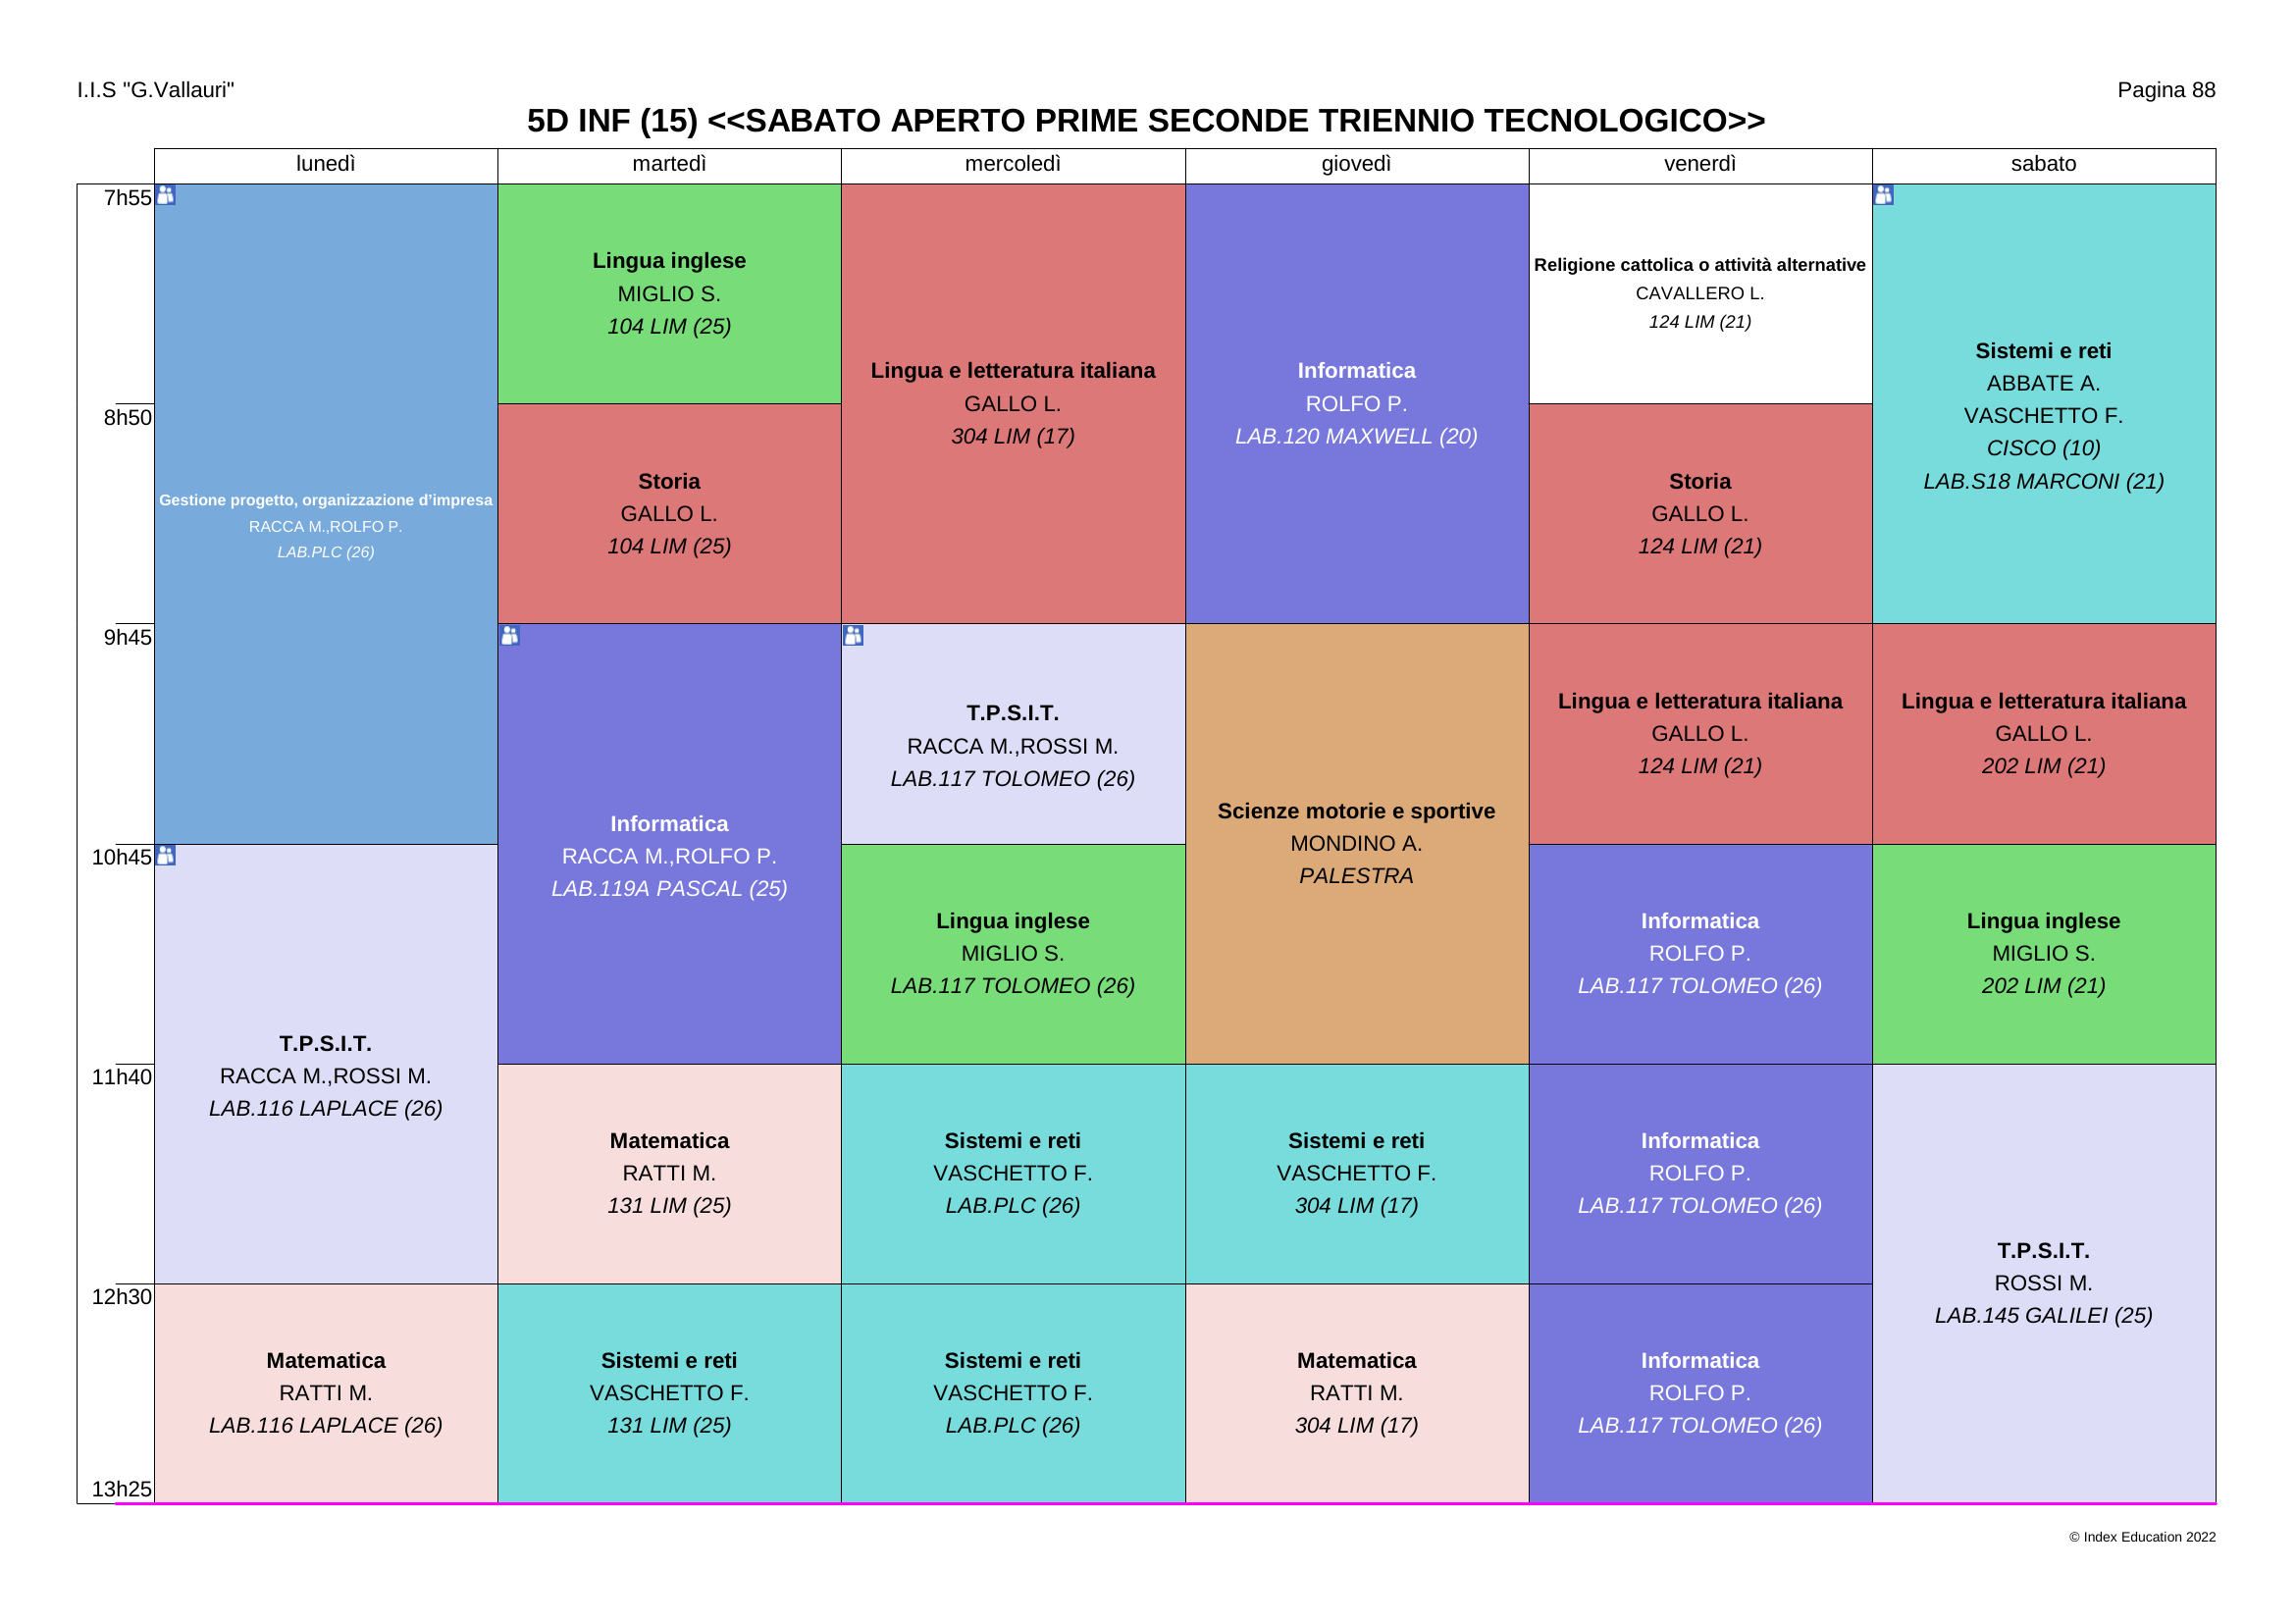 I.I.S "G.Vallauri"
Pagina 88
5D INF (15) <<SABATO APERTO PRIME SECONDE TRIENNIO TECNOLOGICO>>
lunedì
martedì
mercoledì
giovedì
venerdì
sabato
7h55
8h50
9h45
10h45
11h40
12h30
13h25
Gestione progetto, organizzazione d'impresa
RACCA M.,ROLFO P.
LAB.PLC (26)
T.P.S.I.T.
RACCA M.,ROSSI M.
LAB.116 LAPLACE (26)
Matematica
RATTI M.
LAB.116 LAPLACE (26)
Lingua inglese
MIGLIO S.
104 LIM (25)
Storia
GALLO L.
104 LIM (25)
Informatica
RACCA M.,ROLFO P.
LAB.119A PASCAL (25)
Matematica
RATTI M.
131 LIM (25)
Sistemi e reti
VASCHETTO F.
131 LIM (25)
Lingua e letteratura italiana
GALLO L.
304 LIM (17)
T.P.S.I.T.
RACCA M.,ROSSI M.
LAB.117 TOLOMEO (26)
Lingua inglese
MIGLIO S.
LAB.117 TOLOMEO (26)
Sistemi e reti
VASCHETTO F.
LAB.PLC (26)
Sistemi e reti
VASCHETTO F.
LAB.PLC (26)
Informatica
ROLFO P.
LAB.120 MAXWELL (20)
Scienze motorie e sportive
MONDINO A.
PALESTRA
Sistemi e reti
VASCHETTO F.
304 LIM (17)
Matematica
RATTI M.
304 LIM (17)
Religione cattolica o attività alternative
CAVALLERO L.
124 LIM (21)
Storia
GALLO L.
124 LIM (21)
Lingua e letteratura italiana
GALLO L.
124 LIM (21)
Informatica
ROLFO P.
LAB.117 TOLOMEO (26)
Informatica
ROLFO P.
LAB.117 TOLOMEO (26)
Informatica
ROLFO P.
LAB.117 TOLOMEO (26)
Sistemi e reti
ABBATE A.
VASCHETTO F.
CISCO (10)
LAB.S18 MARCONI (21)
Lingua e letteratura italiana
GALLO L.
202 LIM (21)
Lingua inglese
MIGLIO S.
202 LIM (21)
T.P.S.I.T.
ROSSI M.
LAB.145 GALILEI (25)
© Index Education 2022